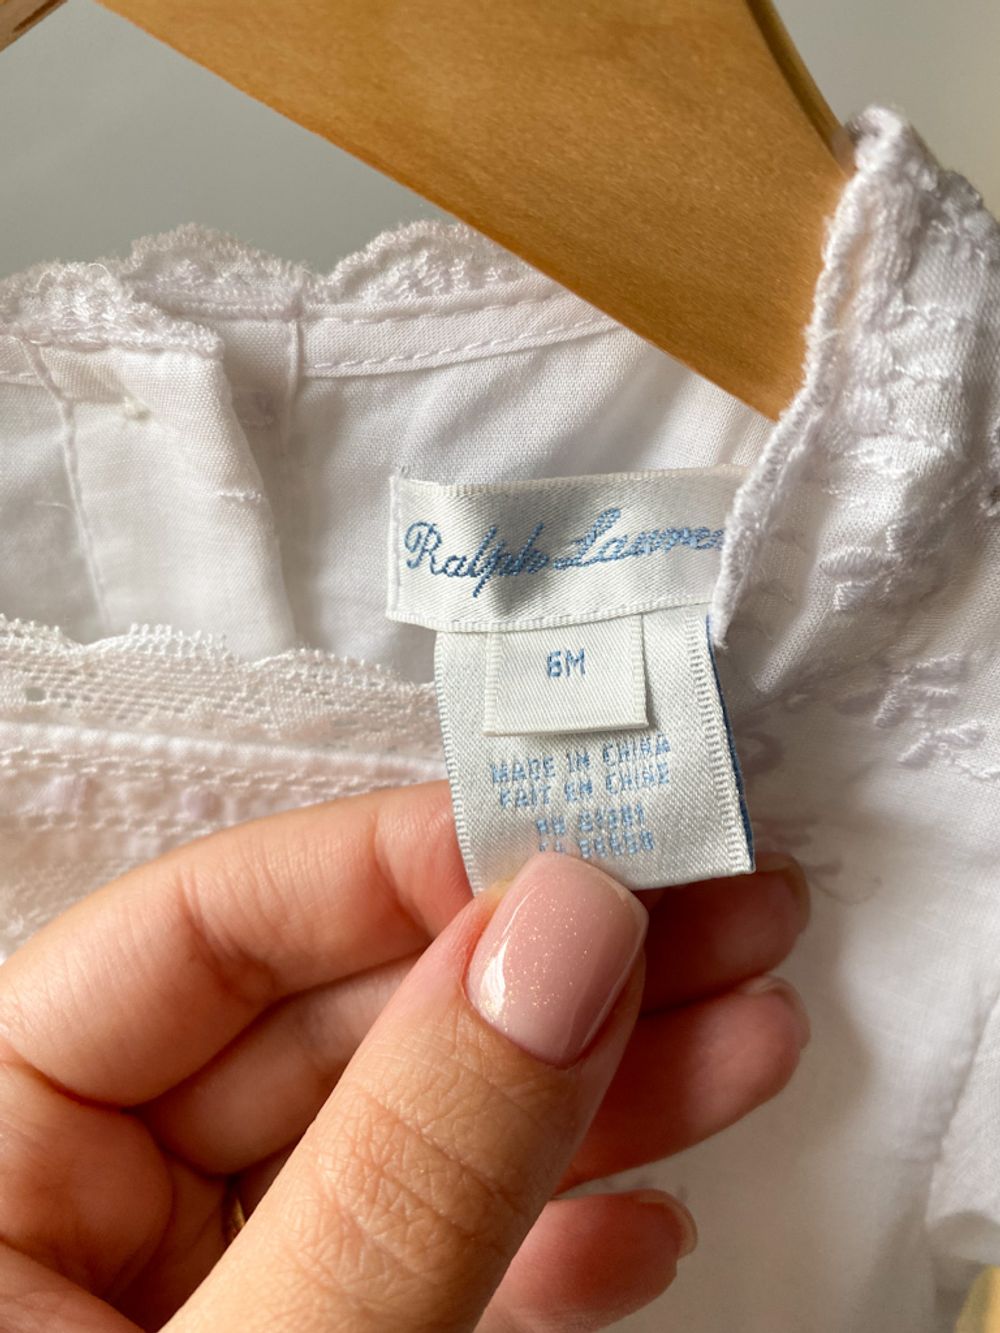 Ralph Lauren
6M
MADE IN CHINA
FAIT EN CHINE